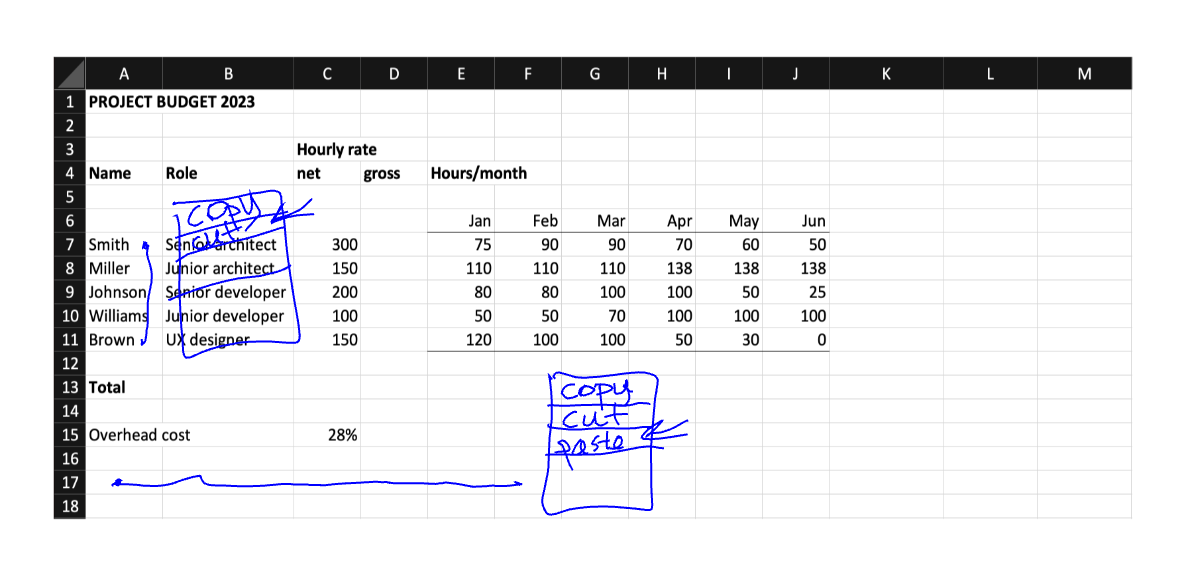 A B C D E F G H I J K L M
1 PROJECT BUDGET 2023
2
3 Hourly rate
4 Name Role net gross Hours/month
5 copy
6 cut Jan Feb Mar Apr May Jun
7 Smith Senior architect 300 75 90 90 70 60 50
8 Miller Junior architect 150 110 110 110 138 138 138
9 Johnson Senior developer 200 80 80 100 100 50 25
10 Williams Junior developer 100 50 50 70 100 100 100
11 Brown UX designer 150 120 100 100 50 30 0
12
13 Total copy
14 cut
15 Overhead cost 28% paste
16
17
18